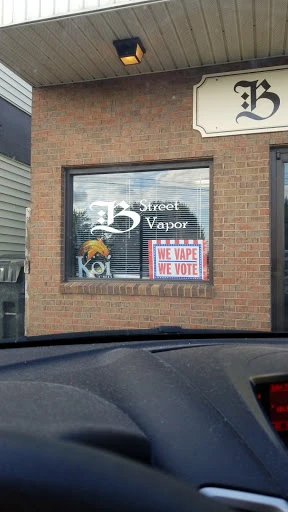 B
B Street
Vapor
Koi
WE VAPE
WE VOTE